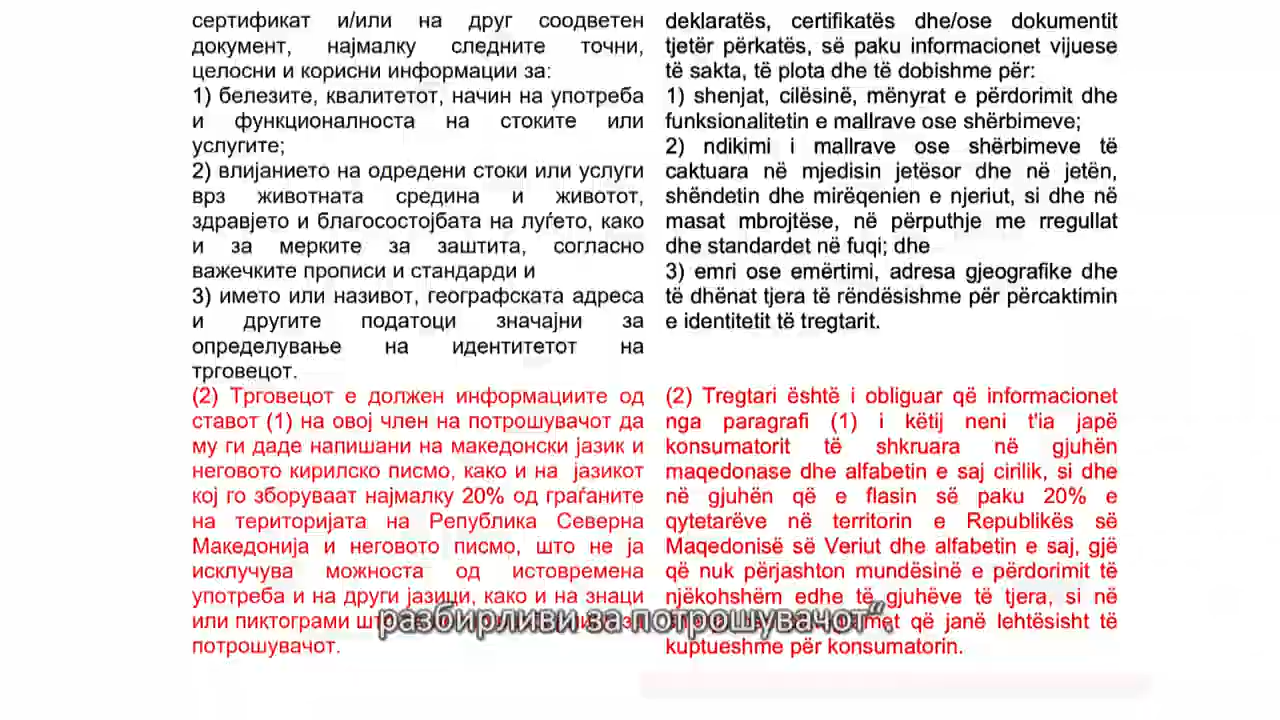 сертификат и/или на друг соодветен
документ, најмалку следните точни,
целосни и корисни информации за:
1) белезите, квалитетот, начин на употреба
и функционалноста на стоките или
услугите;
2) влијанието на одредени стоки или услуги
врз животната средина и животот,
здравјето и благосостојбата на луѓето, како
и за мерките за заштита, согласно
важечките прописи и стандарди и
3) името или називот, географската адреса
и другите податоци значајни за
определување на идентитетот на
трговецот.
(2) Трговецот е должен информациите од
ставот (1) на овој член на потрошувачот да
му ги даде напишани на македонски јазик и
неговото кирилско писмо, како и на јазикот
кој го зборуваат најмалку 20% од граѓаните
на територијата на Република Северна
Македонија и неговото писмо, што не ја
исклучува можноста од истовремена
употреба и на други јазици, како и на знаци
или пиктограми
потрошувачот.
deklaratës, certifikatës dhe/ose dokumentit
tjetër përkatës, së paku informacionet vijuese
të sakta, të plota dhe të dobishme për:
1) shenjat, cilësinë, mënyrat e përdorimit dhe
funksionalitetin e mallrave ose shërbimeve;
2) ndikimi i mallrave ose shërbimeve të
caktuara në mjedisin jetësor dhe në jetën,
shëndetin dhe mirëqenien e njeriut, si dhe në
masat mbrojtëse, në përputhje me rregullat
dhe standardet në fuqi; dhe
3) emri ose emërtimi, adresa gjeografike dhe
të dhënat tjera të rëndësishme për përcaktimin
e identitetit të tregtarit.
(2) Tregtari është i obliguar që informacionet
nga paragrafi (1) i këtij neni t'ia japë
konsumatorit të shkruara në gjuhën
maqedonase dhe alfabetin e saj cirilik, si dhe
në gjuhën që e flasin së paku 20% e
qytetarëve në territorin e Republikës së
Maqedonisë së Veriut dhe alfabetin e saj, gjë
që nuk përjashton mundësinë e përdorimit të
njëkohshëm edhe të gjuhëve të tjera, si në
që janë lehtësisht të
kuptueshme për konsumatorin.
разбирливи за потрошувачот“.